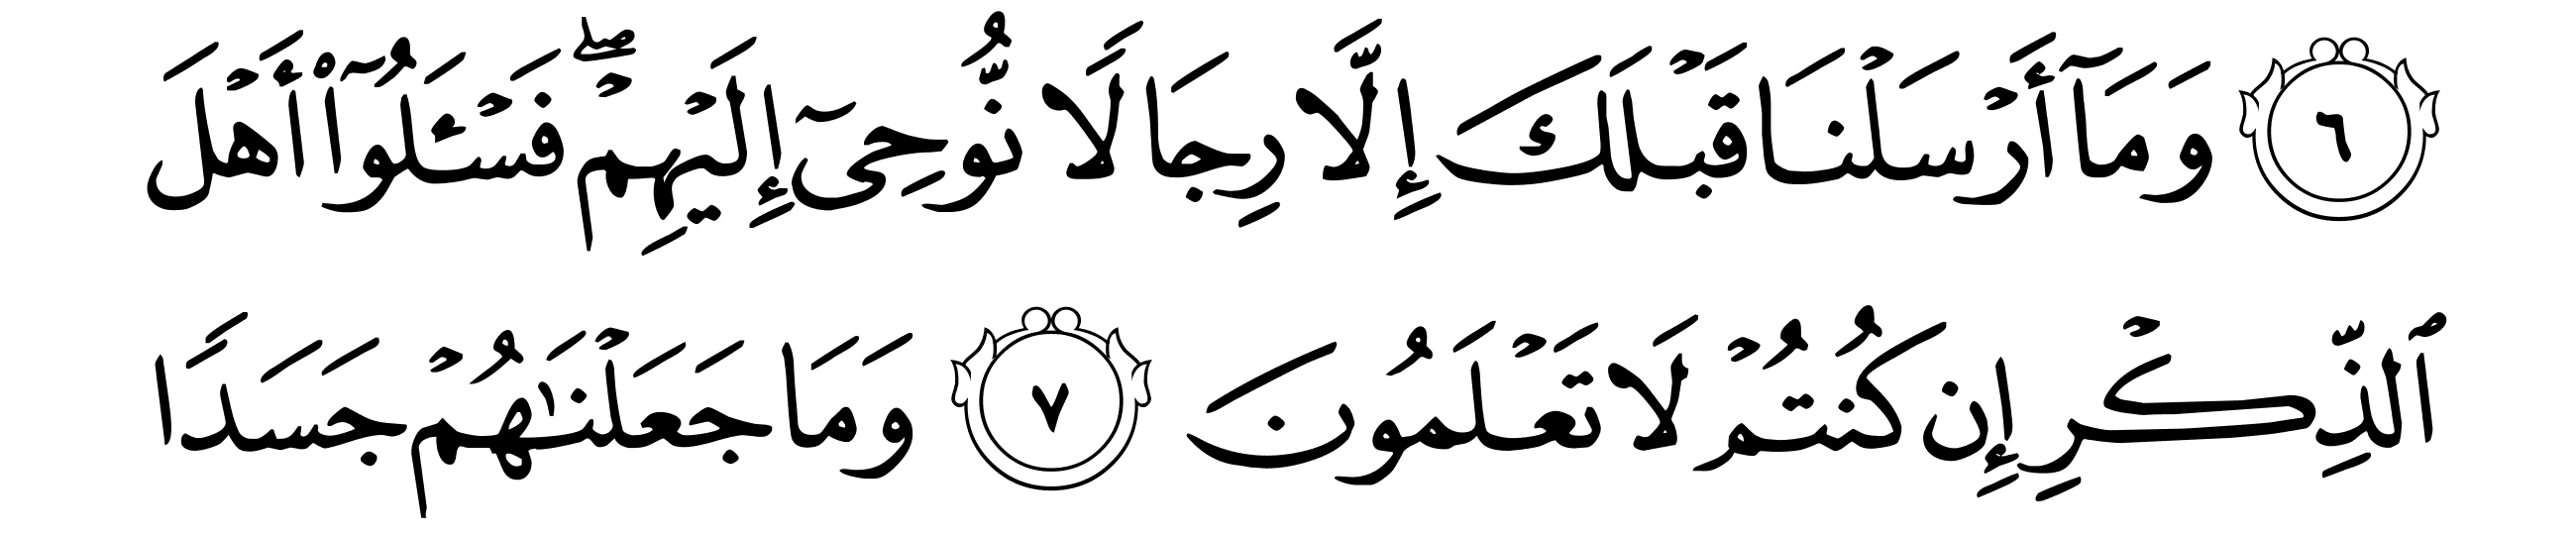 ٦ وَمَآ أَرْسَلْنَا قَبْلَكَ إِلَّا رِجَالًا نُّوحِىٓ إِلَيْهِمْ ۖ فَسْـَٔلُوٓا۟ أَهْلَ
ٱلذِّكْرِ إِن كُنتُمْ لَا تَعْلَمُونَ ٧ وَمَا جَعَلْنَـٰهُمْ جَسَدًا